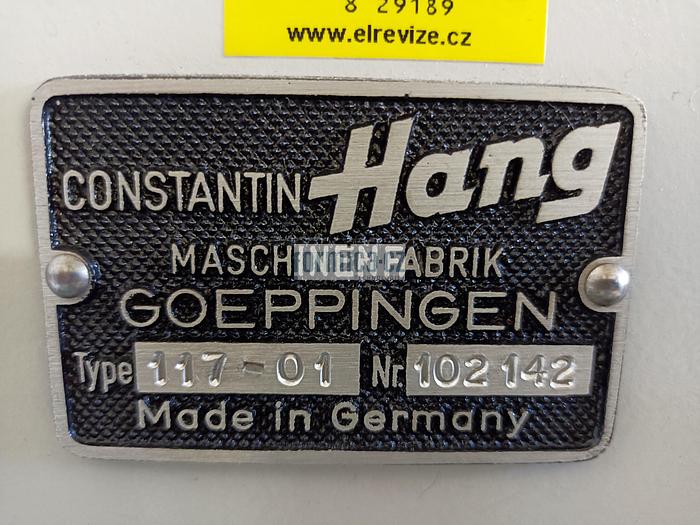 8 29189
www.elrevize.cz
CONSTANTIN Hang
MASCHINENFABRIK
GOEPPINGEN
Type 117-01 Nr. 102142
Made in Germany